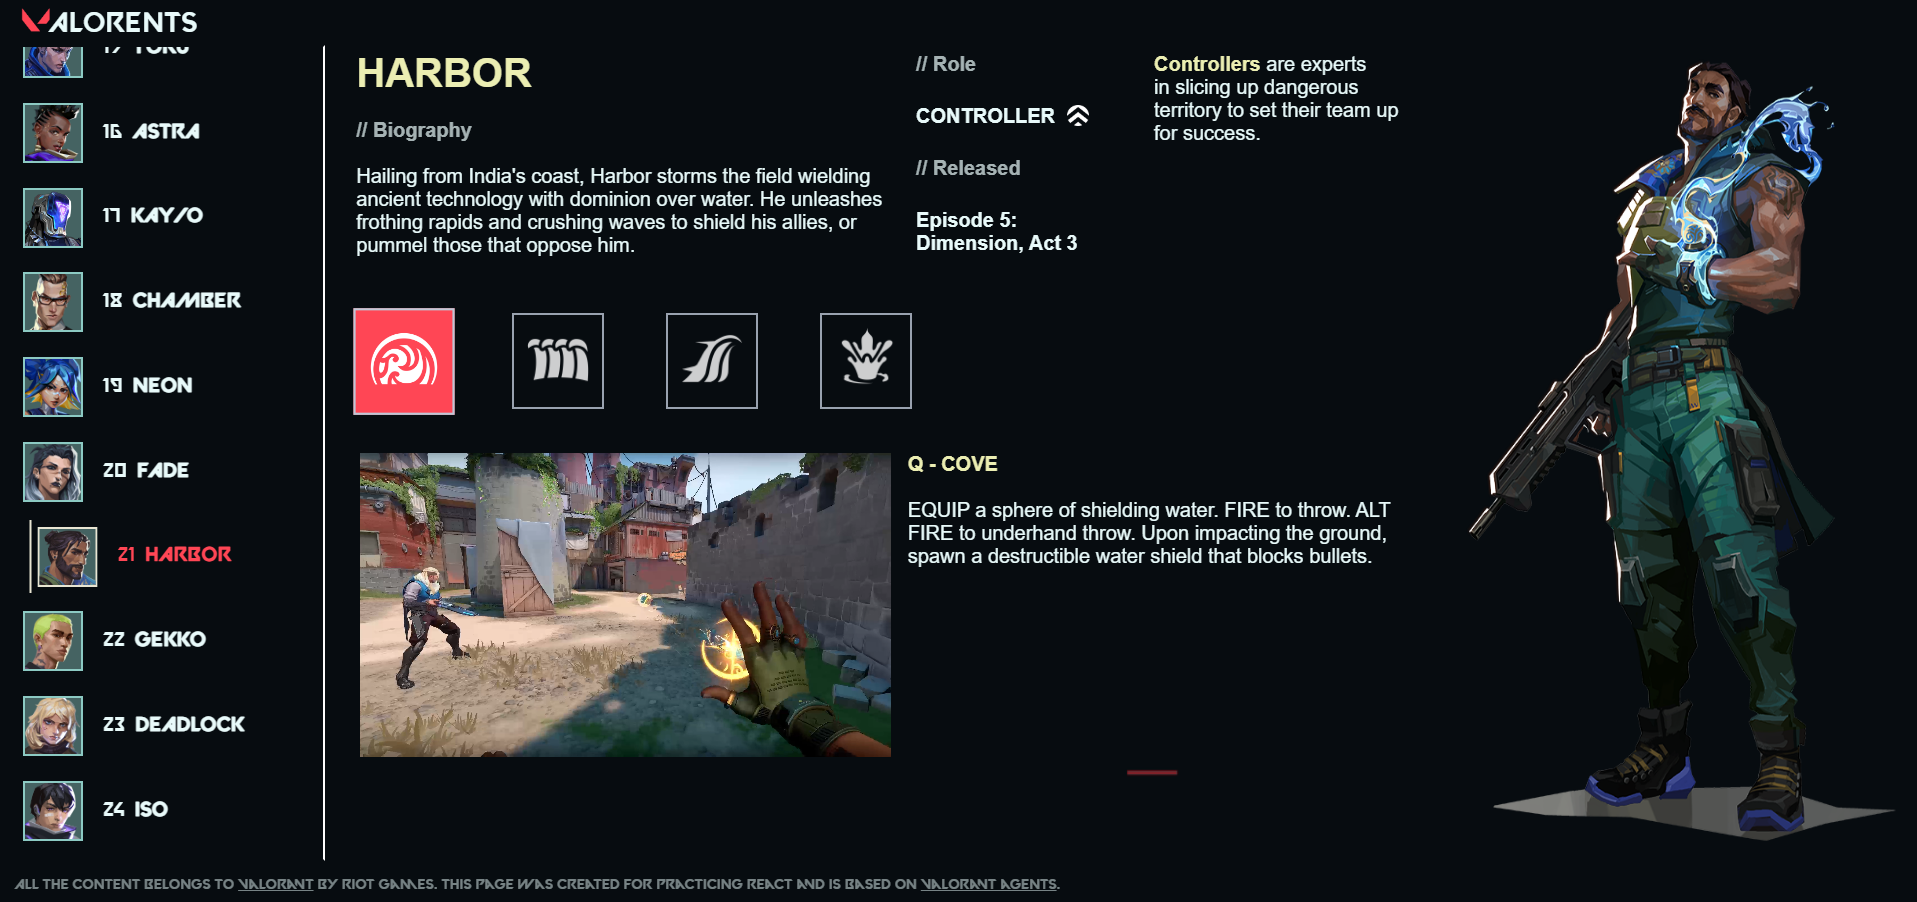 VALORENTS
16 ASTRA
17 KAY/O
18 CHAMBER
19 NEON
20 FADE
21 HARBOR
22 GEKKO
23 DEADLOCK
24 ISO
HARBOR
// Biography
Hailing from India's coast, Harbor storms the field wielding
ancient technology with dominion over water. He unleashes
frothing rapids and crushing waves to shield his allies, or
pummel those that oppose him.
// Role
CONTROLLER
// Released
Episode 5:
Dimension, Act 3
Controllers are experts
in slicing up dangerous
territory to set their team up
for success.
Q - COVE
EQUIP a sphere of shielding water. FIRE to throw. ALT
FIRE to underhand throw. Upon impacting the ground,
spawn a destructible water shield that blocks bullets.
ALL THE CONTENT BELONGS TO VALORANT BY RIOT GAMES. THIS PAGE WAS CREATED FOR PRACTICING REACT AND IS BASED ON VALORANT AGENTS.